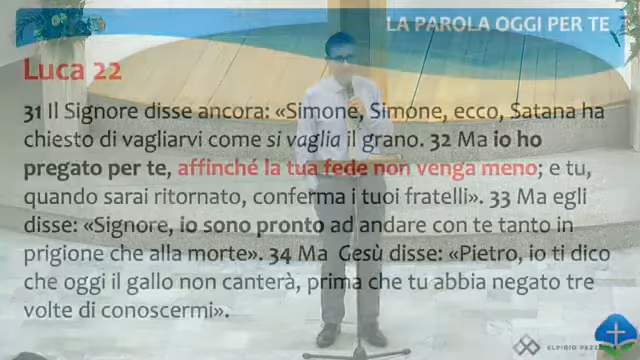 LA PAROLA OGGI PER TE
Luca 22
31 Il Signore disse ancora: «Simone, Simone, ecco, Satana ha
chiesto di vagliarvi come si vaglia il grano. 32 Ma io ho
pregato per te, affinché la tua fede non venga meno; e tu,
quando sarai ritornato, conferma i tuoi fratelli». 33 Ma egli
disse: «Signore, io sono pronto ad andare con te tanto in
prigione che alla morte». 34 Ma Gesù disse: «Pietro, io ti dico
che oggi il gallo non canterà, prima che tu abbia negato tre
volte di conoscermi».
ELPIDIO